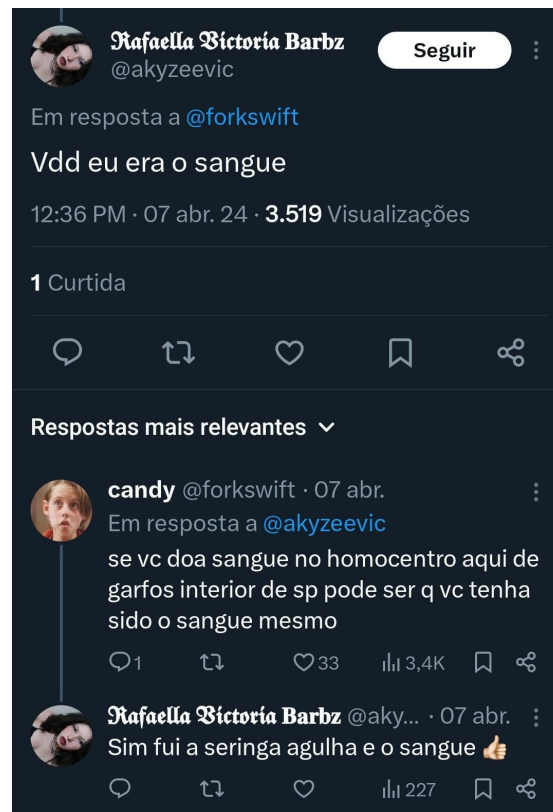 Rafaella Victoria Barbz
Seguir
@akyzeevic
Em resposta a @forkswift
Vdd eu era o sangue
12:36 PM · 07 abr. 24 · 3.519 Visualizações
1 Curtida
Respostas mais relevantes
candy @forkswift · 07 abr.
Em resposta a @akyzeevic
se vc doa sangue no homocentro aqui de
garfos interior de sp pode ser q vc tenha
sido o sangue mesmo
1 33 3,4K
Rafaella Victoria Barbz @aky... · 07 abr.
Sim fui a seringa agulha e o sangue 👍🏻
227